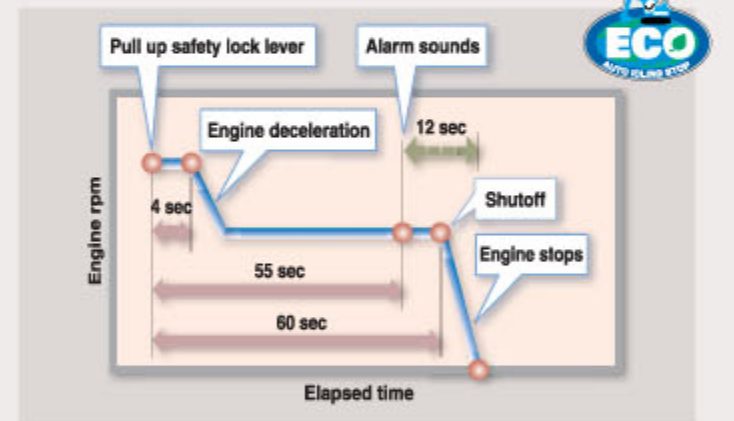 Pull up safety lock lever
Alarm sounds
ECO
AUTO IDLING STOP
Engine deceleration
12 sec
4 sec
Shutoff
Engine stops
55 sec
60 sec
Engine rpm
Elapsed time